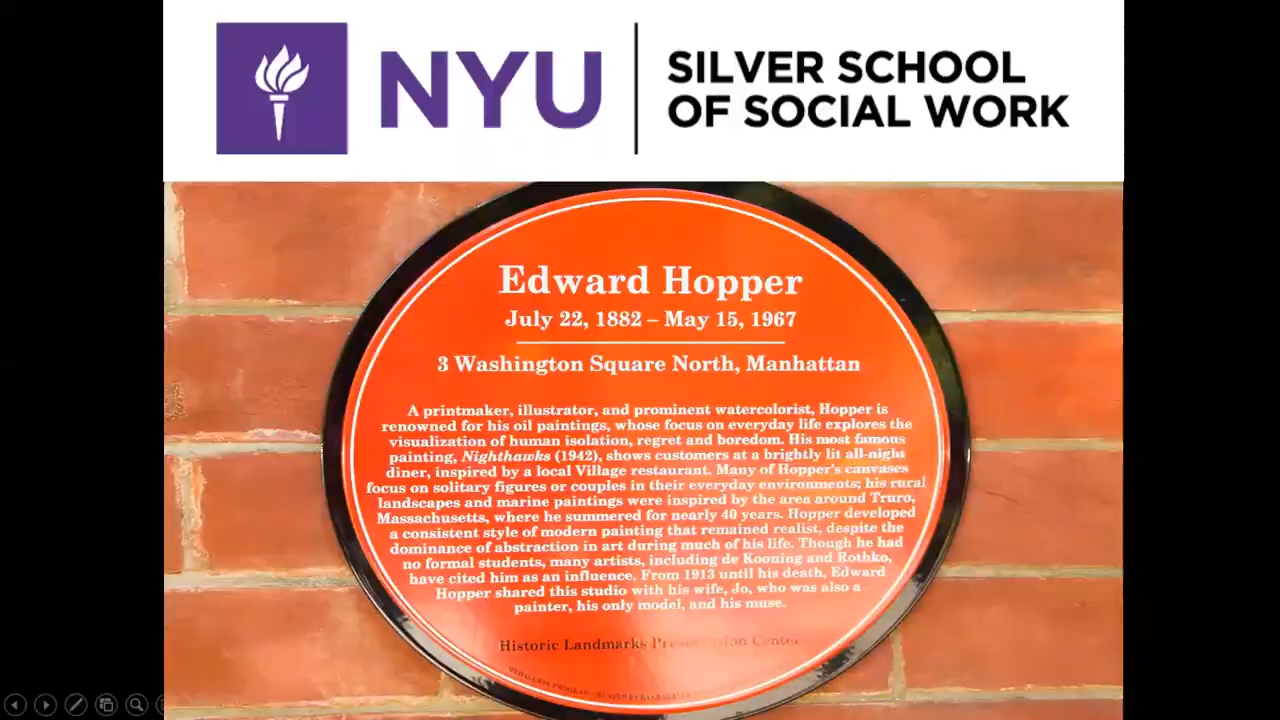 NYU
SILVER SCHOOL
OF SOCIAL WORK
Edward Hopper
July 22, 1882 – May 15, 1967
3 Washington Square North, Manhattan
A printmaker, illustrator, and prominent watercolorist, Hopper is
renowned for his oil paintings, whose focus on everyday life explores the
visualization of human isolation, regret and boredom. His most famous
painting, Nighthawks (1942), shows customers at a brightly lit all-night
diner, inspired by a local Village restaurant. Many of Hopper's canvases
focus on solitary figures or couples in their everyday environments; his rural
landscapes and marine paintings were inspired by the area around Truro,
Massachusetts, where he summered for nearly 40 years. Hopper developed
a consistent style of modern painting that remained realist, despite the
dominance of abstraction in art during much of his life. Though he had
no formal students, many artists, including de Kooning and Rothko,
have cited him as an influence. From 1913 until his death, Edward
Hopper shared this studio with his wife, Jo, who was also a
painter, his only model, and his muse.
Historic Landmarks Preservation Center